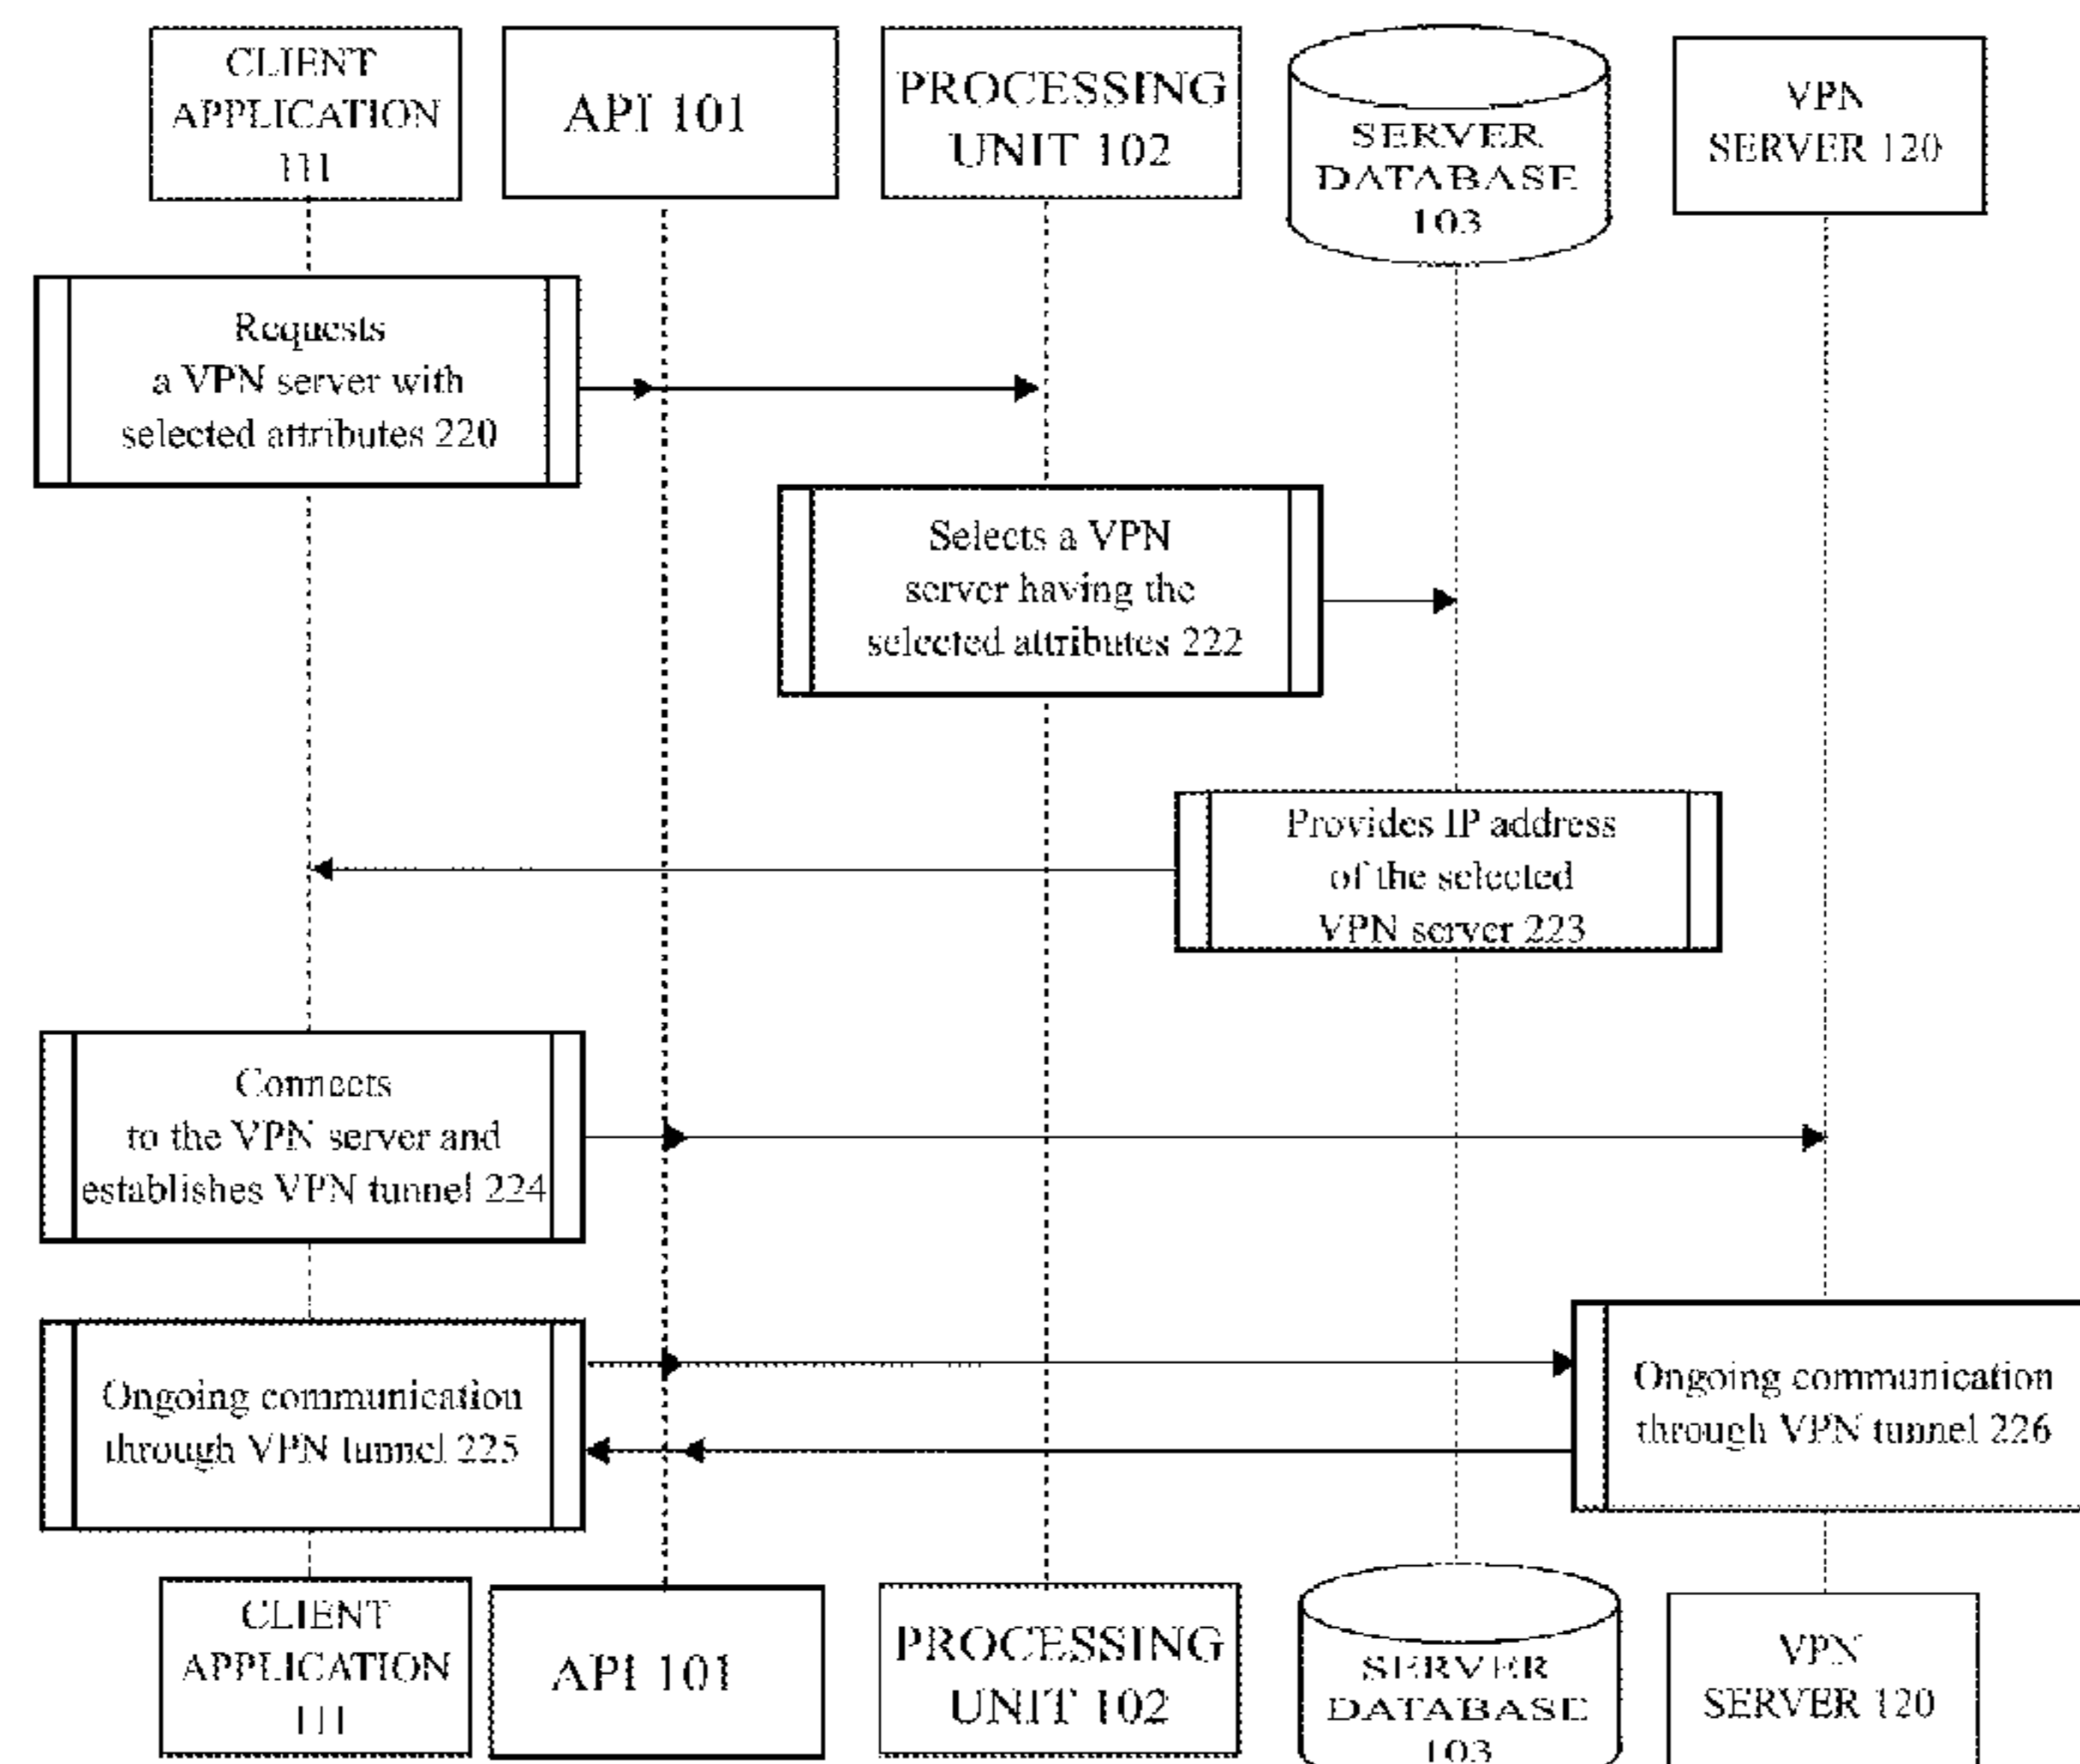 CLIENT
APPLICATION
111
API 101
PROCESSING
UNIT 102
SERVER
DATABASE
103
VPN
SERVER 120
Requests
a VPN server with
selected attributes 220
Selects a VPN
server having the
selected attributes 222
Provides IP address
of the selected
VPN server 223
Connects
to the VPN server and
establishes VPN tunnel 224
Ongoing communication
through VPN tunnel 225
Ongoing communication
through VPN tunnel 226
CLIENT
APPLICATION
111
API 101
PROCESSING
UNIT 102
SERVER
DATABASE
103
VPN
SERVER 120